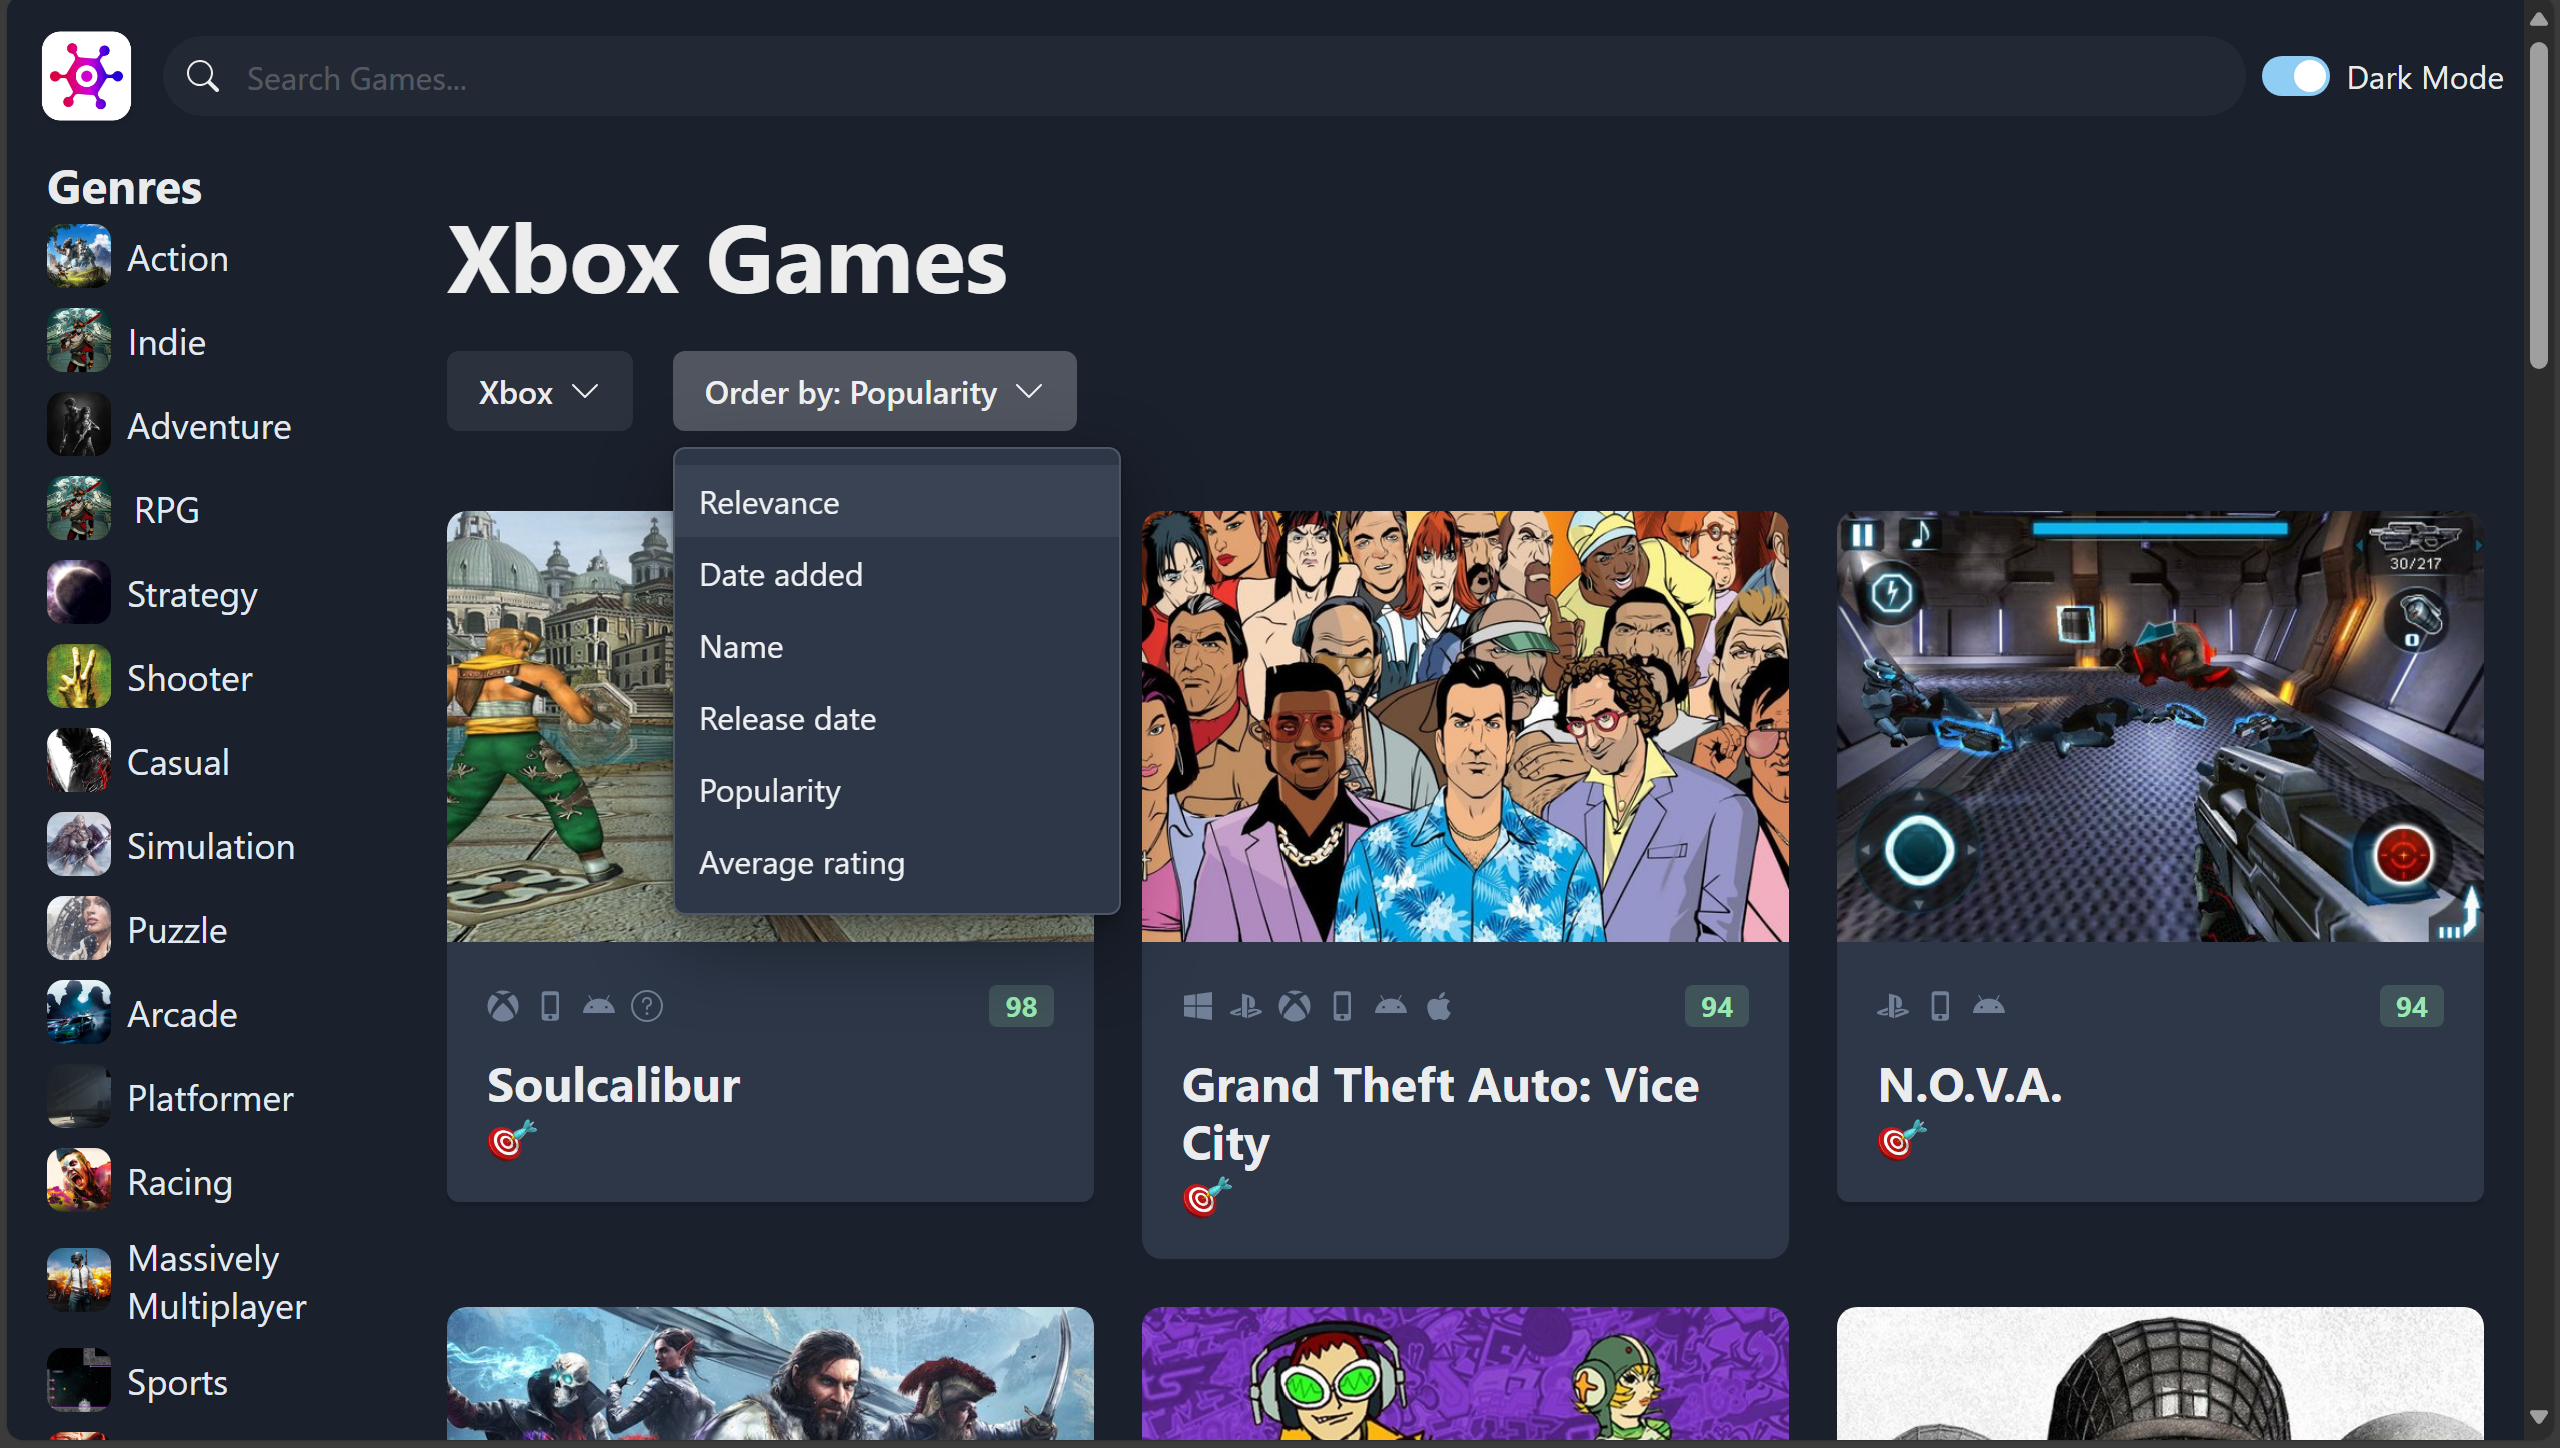 Search Games...
Dark Mode
Genres
Action
Indie
Adventure
RPG
Strategy
Shooter
Casual
Simulation
Puzzle
Arcade
Platformer
Racing
Massively
Multiplayer
Sports
Xbox Games
Xbox
Order by: Popularity
Relevance
Date added
Name
Release date
Popularity
Average rating
30/217
0
98
Soulcalibur
94
Grand Theft Auto: Vice
City
94
N.O.V.A.